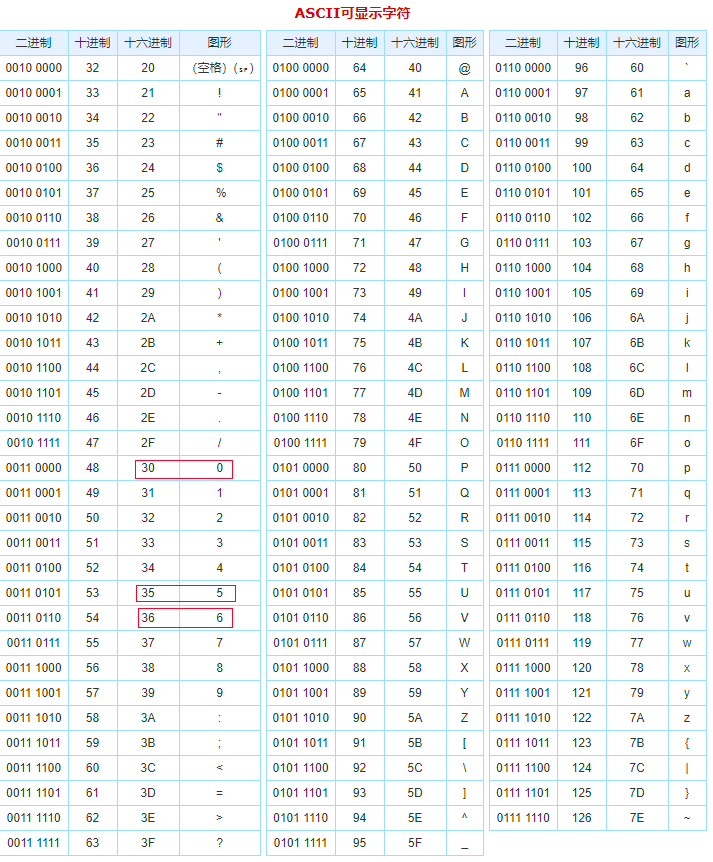 ASCII可显示字符
二进制 十进制 十六进制 图形 二进制 十进制 十六进制 图形 二进制 十进制 十六进制 图形
0010 0000 32 20 （空格）(␠) 0100 0000 64 40 @ 0110 0000 96 60 `
0010 0001 33 21 ! 0100 0001 65 41 A 0110 0001 97 61 a
0010 0010 34 22 " 0100 0010 66 42 B 0110 0010 98 62 b
0010 0011 35 23 # 0100 0011 67 43 C 0110 0011 99 63 c
0010 0100 36 24 $ 0100 0100 68 44 D 0110 0100 100 64 d
0010 0101 37 25 % 0100 0101 69 45 E 0110 0101 101 65 e
0010 0110 38 26 & 0100 0110 70 46 F 0110 0110 102 66 f
0010 0111 39 27 ' 0100 0111 71 47 G 0110 0111 103 67 g
0010 1000 40 28 ( 0100 1000 72 48 H 0110 1000 104 68 h
0010 1001 41 29 ) 0100 1001 73 49 I 0110 1001 105 69 i
0010 1010 42 2A * 0100 1010 74 4A J 0110 1010 106 6A j
0010 1011 43 2B + 0100 1011 75 4B K 0110 1011 107 6B k
0010 1100 44 2C , 0100 1100 76 4C L 0110 1100 108 6C l
0010 1101 45 2D - 0100 1101 77 4D M 0110 1101 109 6D m
0010 1110 46 2E . 0100 1110 78 4E N 0110 1110 110 6E n
0010 1111 47 2F / 0100 1111 79 4F O 0110 1111 111 6F o
0011 0000 48 30 0 0101 0000 80 50 P 0111 0000 112 70 p
0011 0001 49 31 1 0101 0001 81 51 Q 0111 0001 113 71 q
0011 0010 50 32 2 0101 0010 82 52 R 0111 0010 114 72 r
0011 0011 51 33 3 0101 0011 83 53 S 0111 0011 115 73 s
0011 0100 52 34 4 0101 0100 84 54 T 0111 0100 116 74 t
0011 0101 53 35 5 0101 0101 85 55 U 0111 0101 117 75 u
0011 0110 54 36 6 0101 0110 86 56 V 0111 0110 118 76 v
0011 0111 55 37 7 0101 0111 87 57 W 0111 0111 119 77 w
0011 1000 56 38 8 0101 1000 88 58 X 0111 1000 120 78 x
0011 1001 57 39 9 0101 1001 89 59 Y 0111 1001 121 79 y
0011 1010 58 3A : 0101 1010 90 5A Z 0111 1010 122 7A z
0011 1011 59 3B ; 0101 1011 91 5B [ 0111 1011 123 7B {
0011 1100 60 3C < 0101 1100 92 5C \ 0111 1100 124 7C |
0011 1101 61 3D = 0101 1101 93 5D ] 0111 1101 125 7D }
0011 1110 62 3E > 0101 1110 94 5E ^ 0111 1110 126 7E ~
0011 1111 63 3F ? 0101 1111 95 5F _